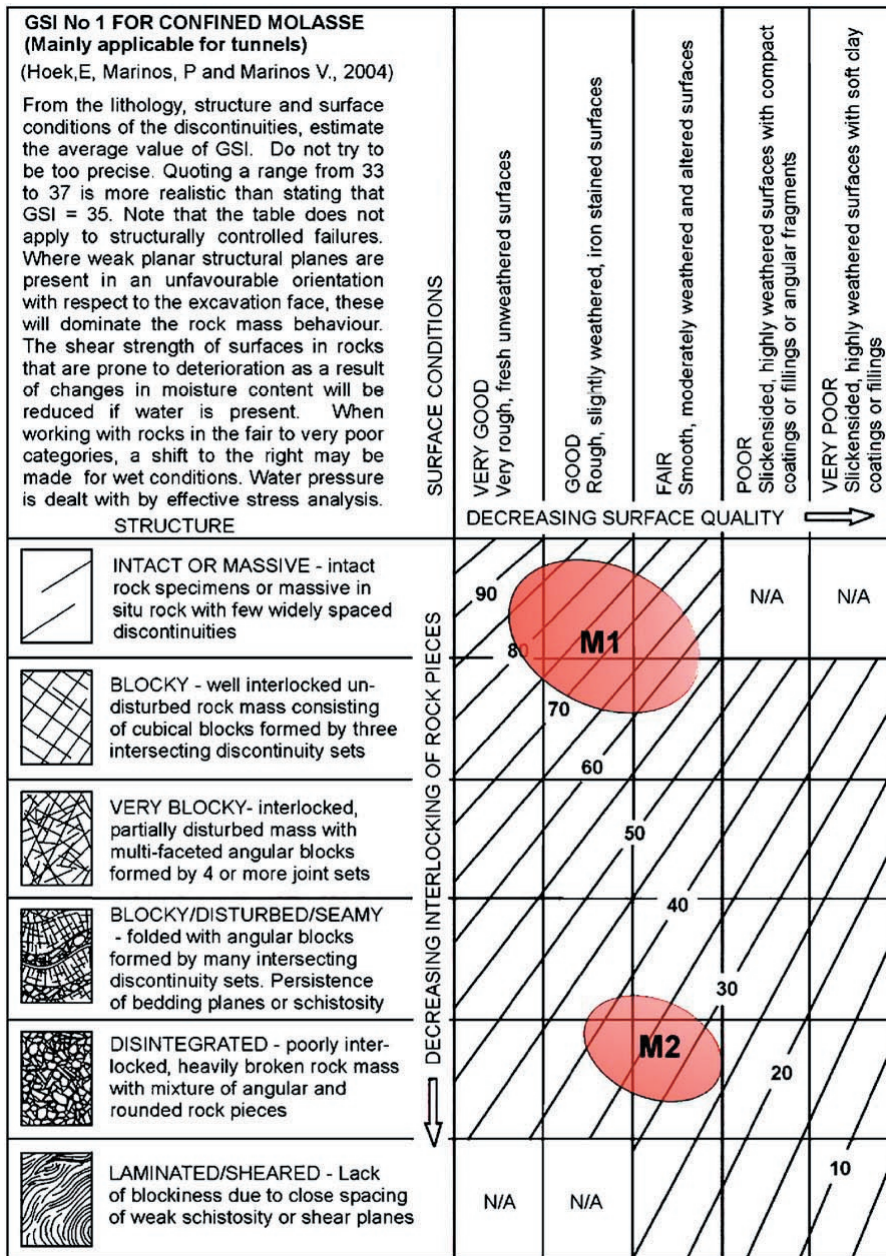 GSI No 1 FOR CONFINED MOLASSE
(Mainly applicable for tunnels)
(Hoek,E, Marinos, P and Marinos V., 2004)
From the lithology, structure and surface
conditions of the discontinuities, estimate
the average value of GSI. Do not try to
be too precise. Quoting a range from 33
to 37 is more realistic than stating that
GSI = 35. Note that the table does not
apply to structurally controlled failures.
Where weak planar structural planes are
present in an unfavourable orientation
with respect to the excavation face, these
will dominate the rock mass behaviour.
The shear strength of surfaces in rocks
that are prone to deterioration as a result
of changes in moisture content will be
reduced if water is present. When
working with rocks in the fair to very poor
categories, a shift to the right may be
made for wet conditions. Water pressure
is dealt with by effective stress analysis.
STRUCTURE
SURFACE CONDITIONS
VERY GOOD
Very rough, fresh unweathered surfaces
GOOD
Rough, slightly weathered, iron stained surfaces
FAIR
Smooth, moderately weathered and altered surfaces
POOR
Slickensided, highly weathered surfaces with compact
coatings or fillings or angular fragments
VERY POOR
Slickensided, highly weathered surfaces with soft clay
coatings or fillings
DECREASING SURFACE QUALITY
DECREASING INTERLOCKING OF ROCK PIECES
INTACT OR MASSIVE - intact
rock specimens or massive in
situ rock with few widely spaced
discontinuities
90
M1
80
N/A
N/A
BLOCKY - well interlocked un-
disturbed rock mass consisting
of cubical blocks formed by three
intersecting discontinuity sets
70
60
VERY BLOCKY- interlocked,
partially disturbed mass with
multi-faceted angular blocks
formed by 4 or more joint sets
50
BLOCKY/DISTURBED/SEAMY
- folded with angular blocks
formed by many intersecting
discontinuity sets. Persistence
of bedding planes or schistosity
40
30
DISINTEGRATED - poorly inter-
locked, heavily broken rock mass
with mixture of angular and
rounded rock pieces
M2
20
LAMINATED/SHEARED - Lack
of blockiness due to close spacing
of weak schistosity or shear planes
N/A
N/A
10